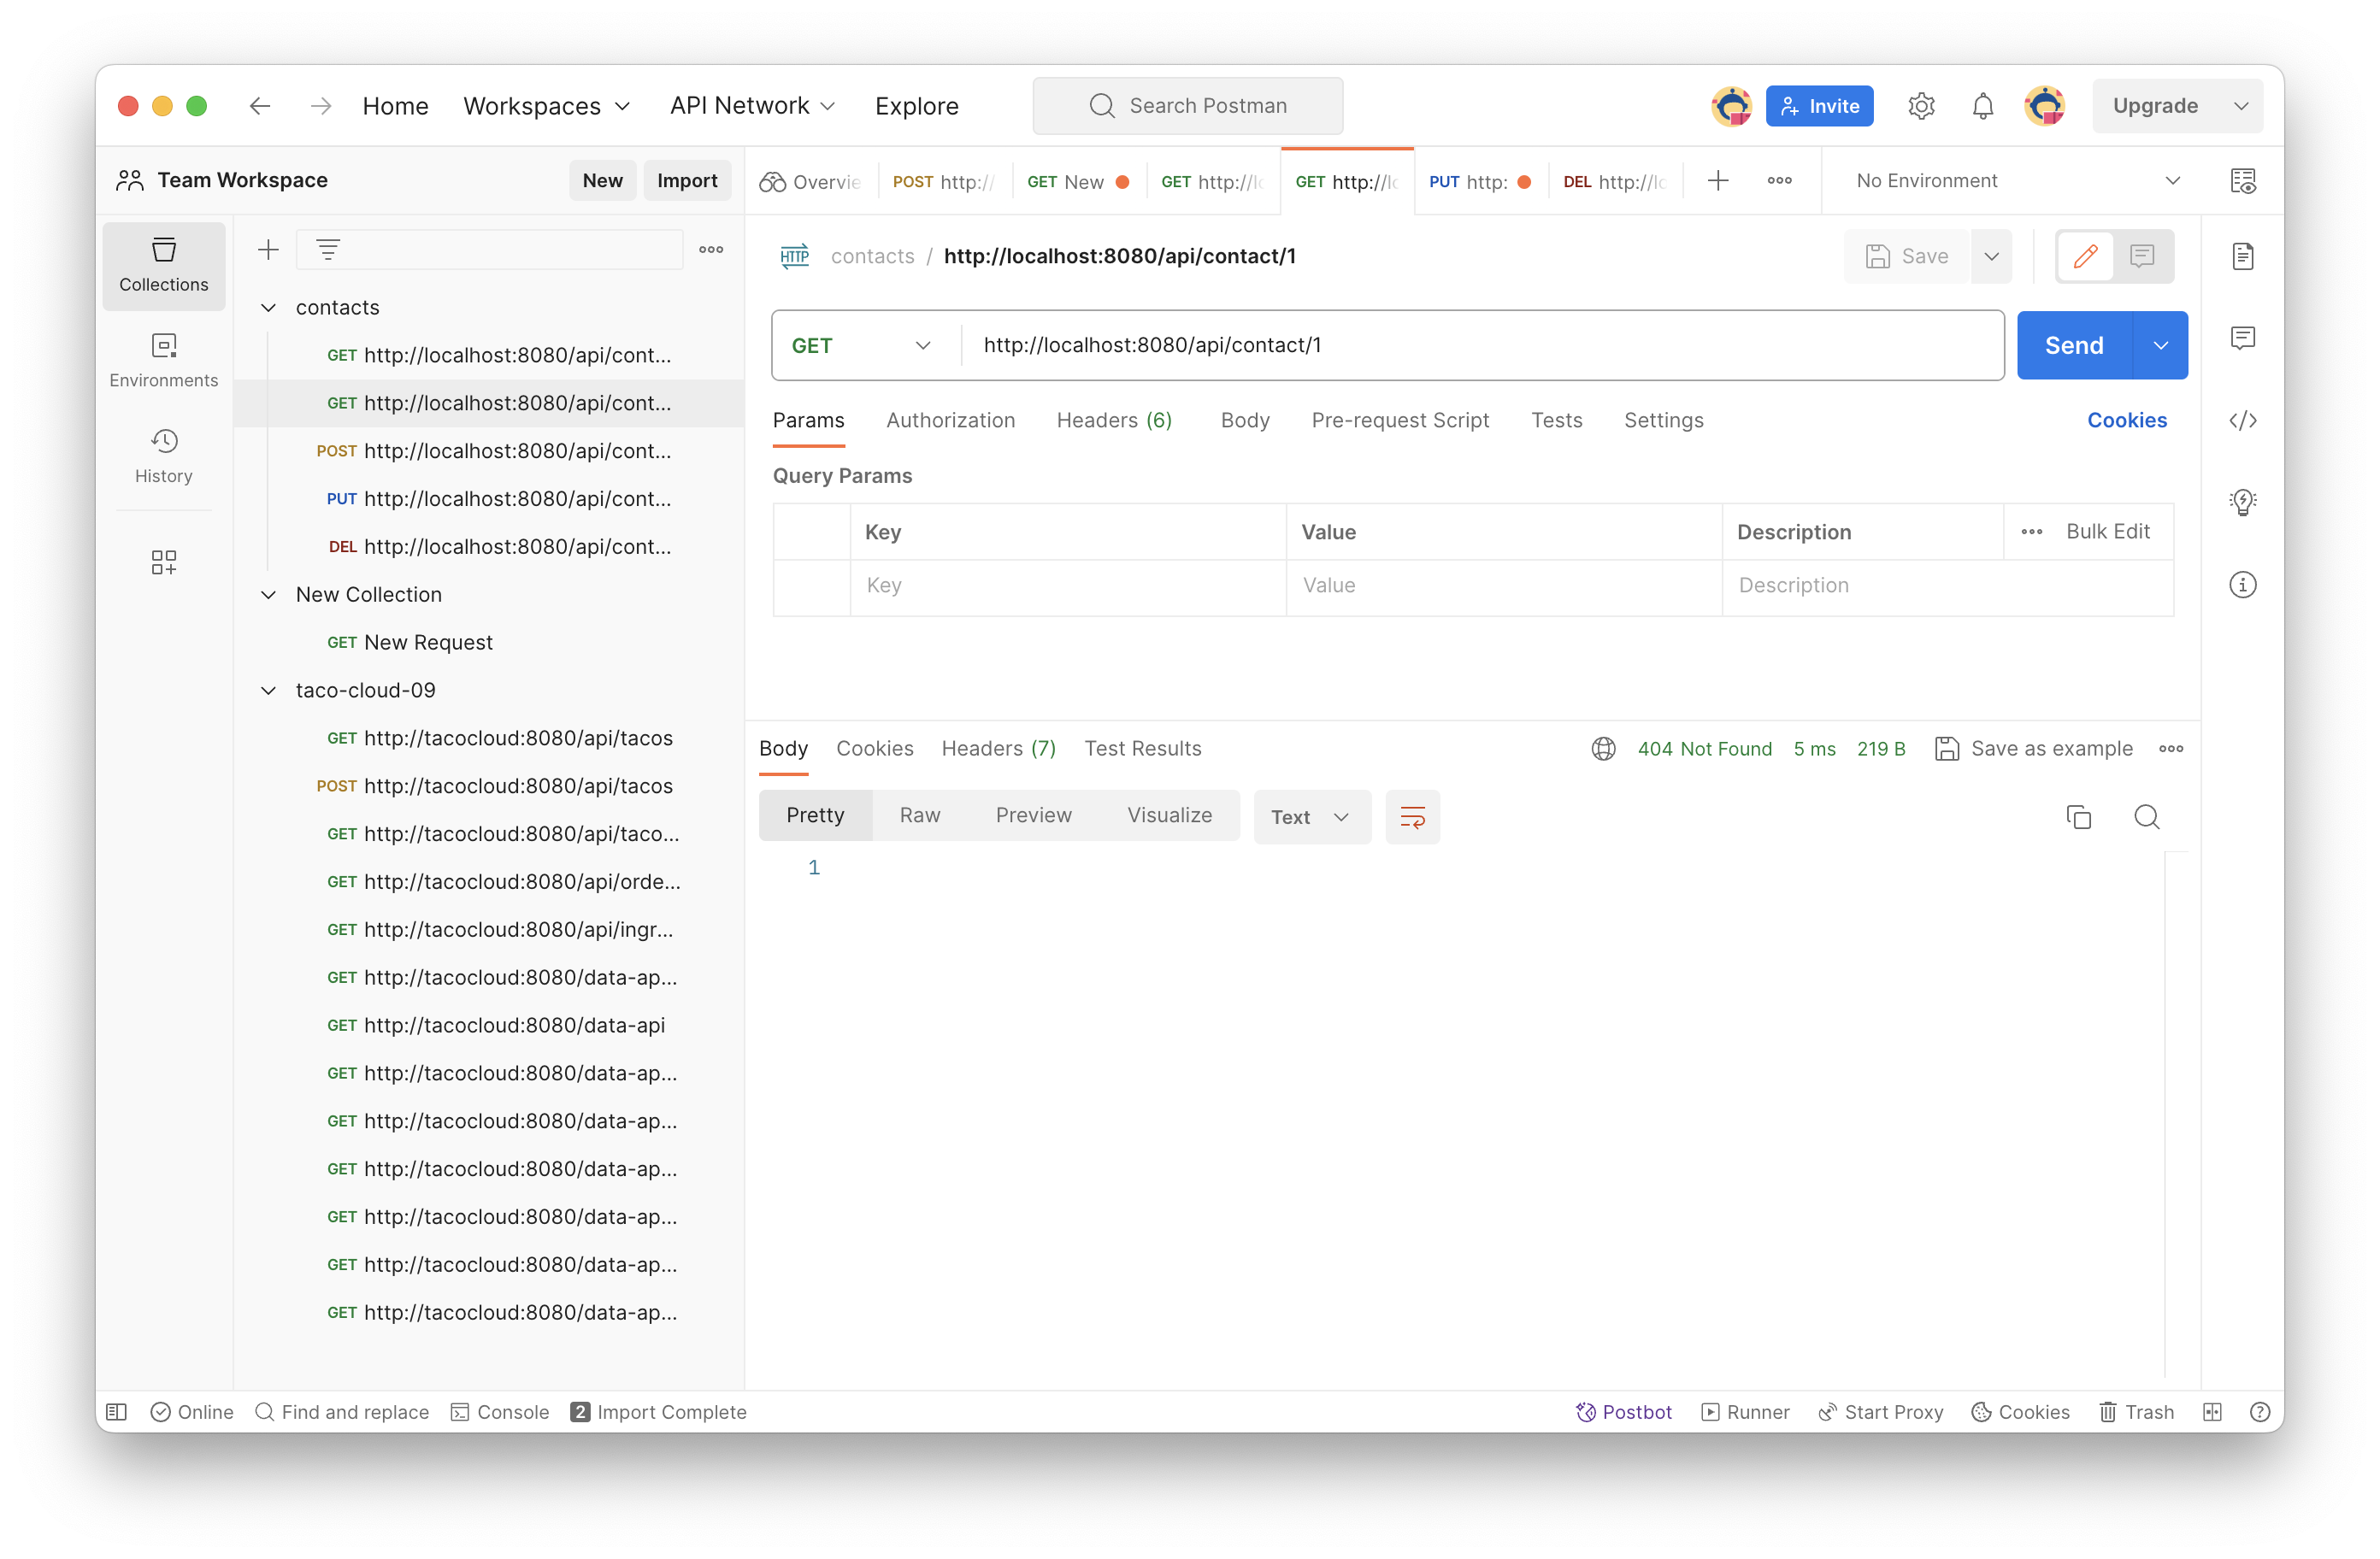 Home
Workspaces
API Network
Explore
Search Postman
Invite
Upgrade
Team Workspace
New
Import
Overvie
POST http://
GET New
GET http://lo
GET http://lo
PUT http:
DEL http://lo
No Environment
Collections
Environments
History
contacts
GET http://localhost:8080/api/cont...
GET http://localhost:8080/api/cont...
POST http://localhost:8080/api/cont...
PUT http://localhost:8080/api/cont...
DEL http://localhost:8080/api/cont...
New Collection
GET New Request
taco-cloud-09
GET http://tacocloud:8080/api/tacos
POST http://tacocloud:8080/api/tacos
GET http://tacocloud:8080/api/taco...
GET http://tacocloud:8080/api/orde...
GET http://tacocloud:8080/api/ingr...
GET http://tacocloud:8080/data-ap...
GET http://tacocloud:8080/data-api
GET http://tacocloud:8080/data-ap...
GET http://tacocloud:8080/data-ap...
GET http://tacocloud:8080/data-ap...
GET http://tacocloud:8080/data-ap...
GET http://tacocloud:8080/data-ap...
GET http://tacocloud:8080/data-ap...
HTTP contacts / http://localhost:8080/api/contact/1
Save
GET http://localhost:8080/api/contact/1
Send
Params Authorization Headers (6) Body Pre-request Script Tests Settings Cookies
Query Params
Key Value Description Bulk Edit
Key Value Description
Body Cookies Headers (7) Test Results 404 Not Found 5 ms 219 B Save as example
Pretty Raw Preview Visualize Text
1
Online Find and replace Console 2 Import Complete Postbot Runner Start Proxy Cookies Trash